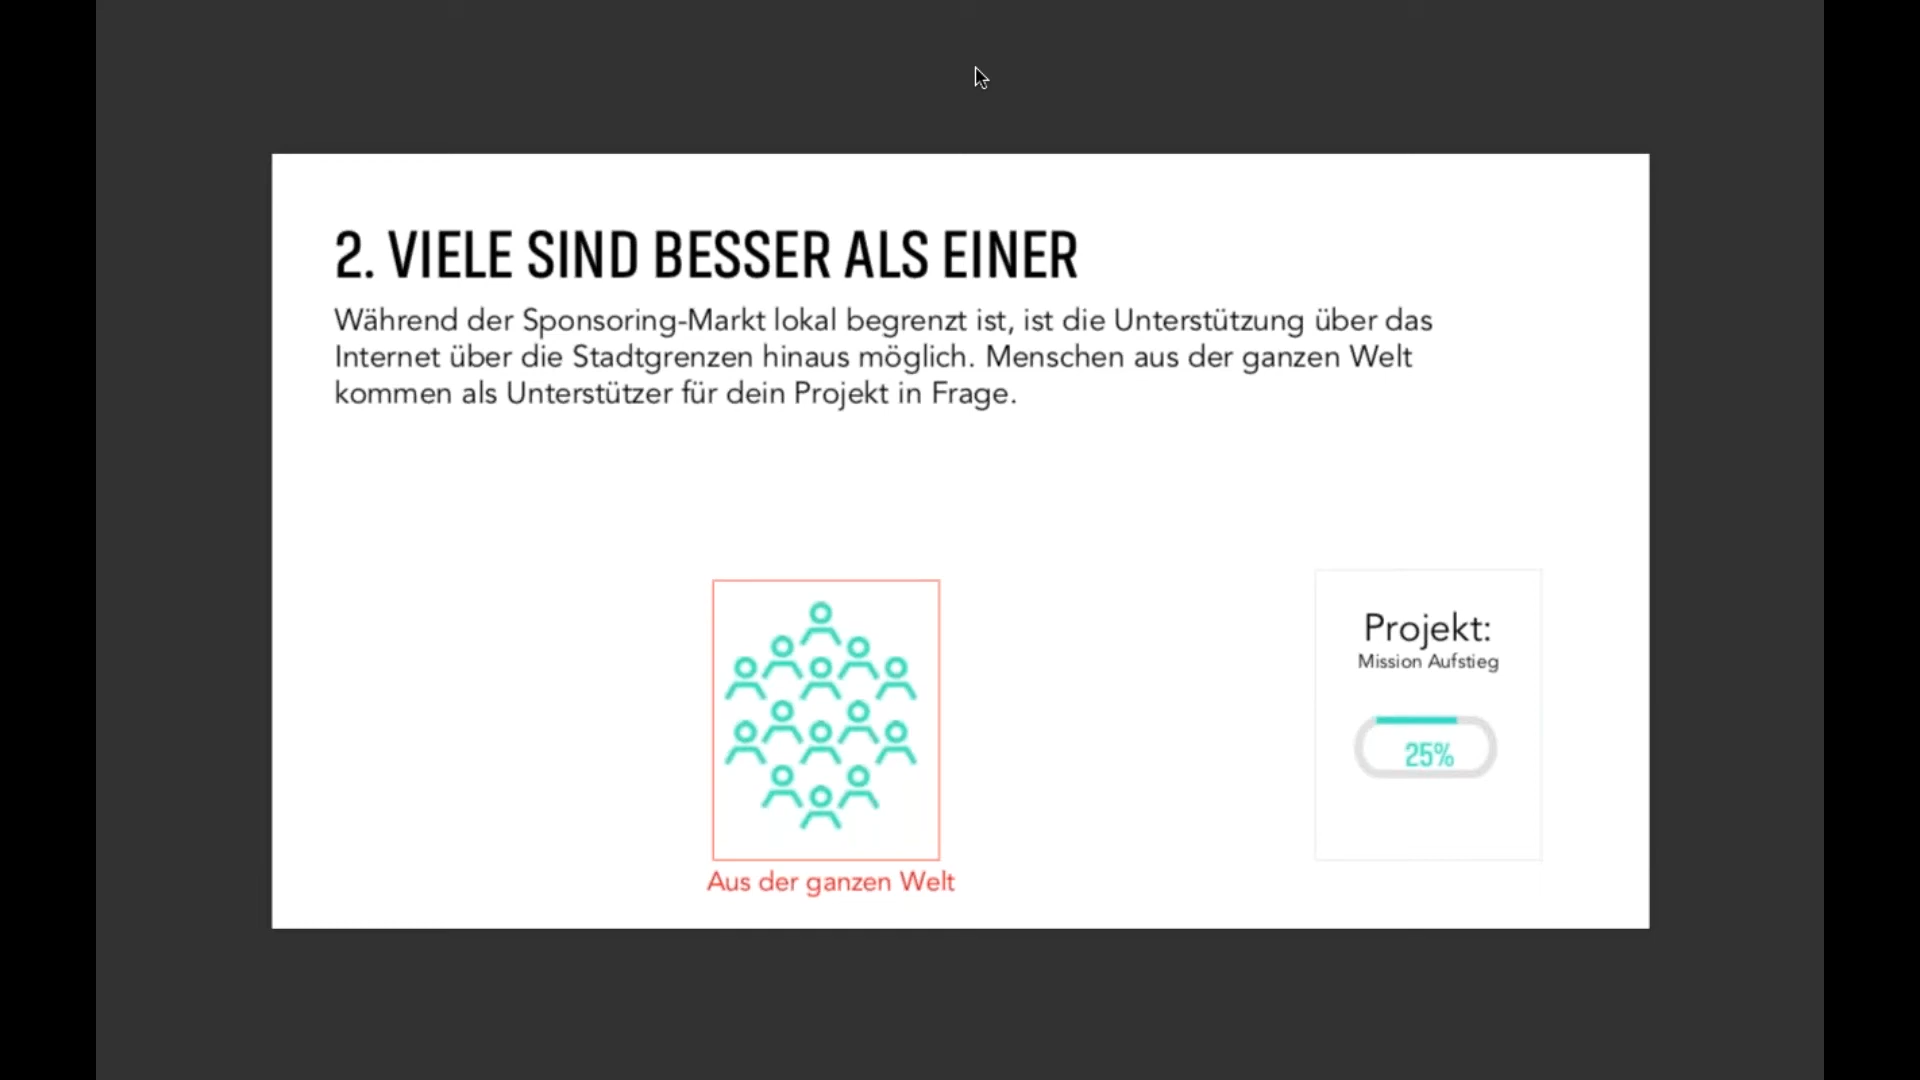 2. VIELE SIND BESSER ALS EINER
Während der Sponsoring-Markt lokal begrenzt ist, ist die Unterstützung über das
Internet über die Stadtgrenzen hinaus möglich. Menschen aus der ganzen Welt
kommen als Unterstützer für dein Projekt in Frage.
Projekt:
Mission Aufstieg
25%
Aus der ganzen Welt